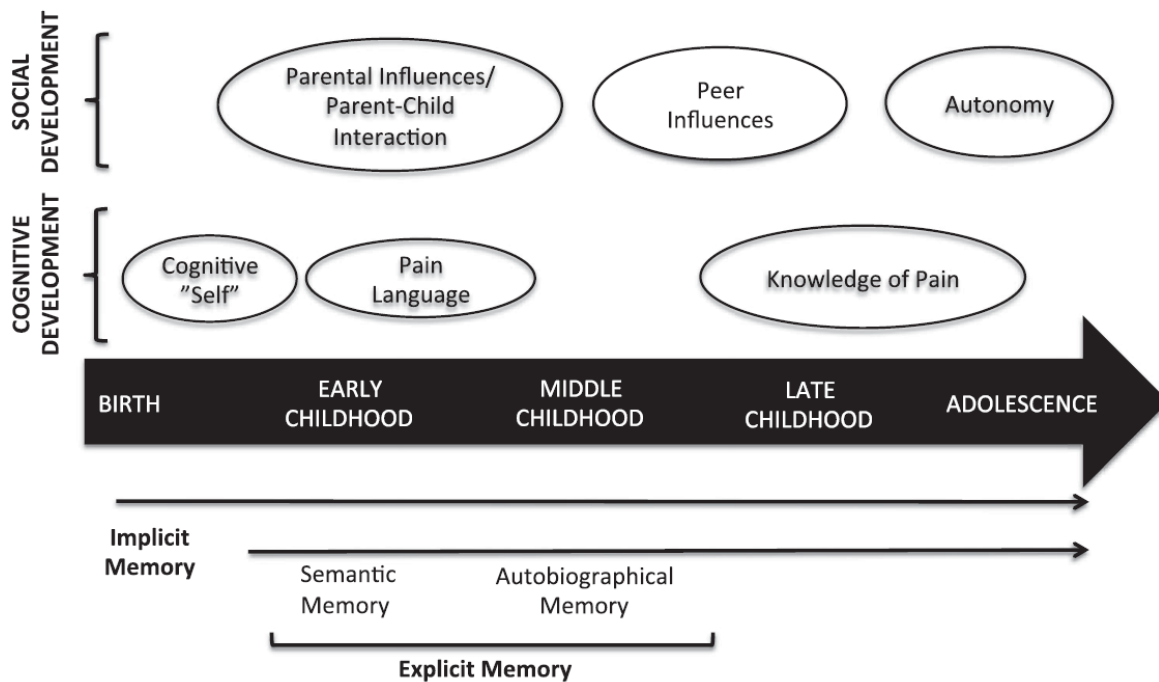 SOCIAL
DEVELOPMENT
Parental Influences/
Parent-Child
Interaction
Peer
Influences
Autonomy
COGNITIVE
DEVELOPMENT
Cognitive
”Self”
Pain
Language
Knowledge of Pain
BIRTH
EARLY
CHILDHOOD
MIDDLE
CHILDHOOD
LATE
CHILDHOOD
ADOLESCENCE
Implicit
Memory
Semantic
Memory
Autobiographical
Memory
Explicit Memory